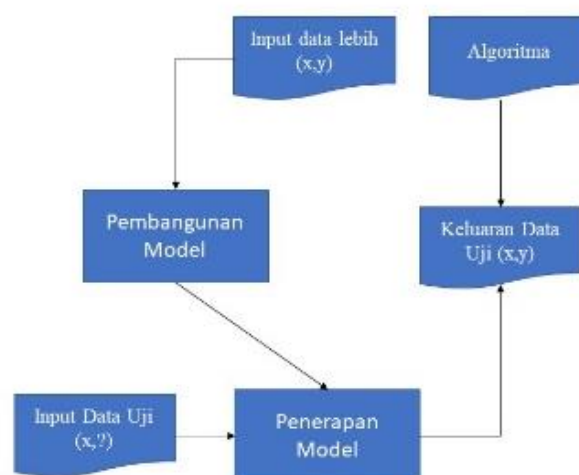 Input data lebih
(x,y)
Algoritma
Pembangunan
Model
Keluaran Data
Uji (x,y)
Input Data Uji
(x,?)
Penerapan
Model